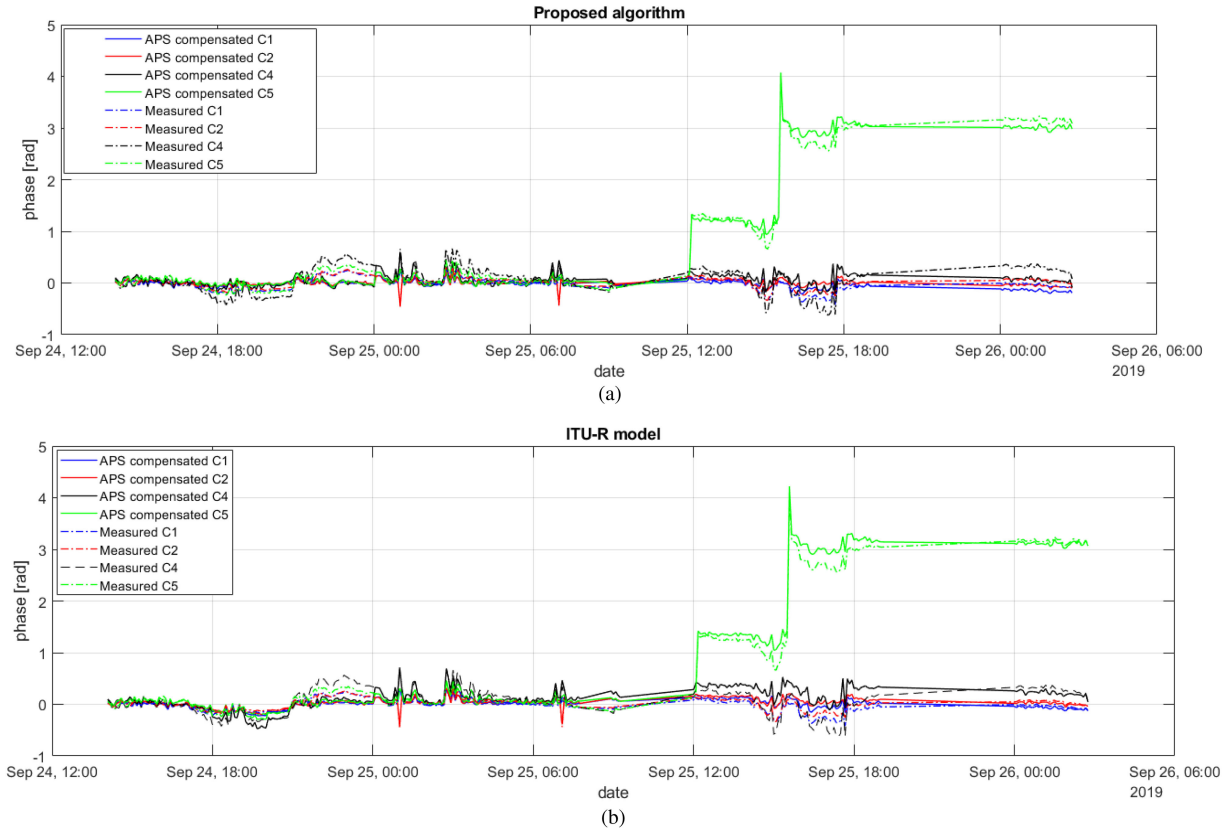 Proposed algorithm
5
4
3
2
1
0
-1
phase [rad]
APS compensated C1
APS compensated C2
APS compensated C4
APS compensated C5
Measured C1
Measured C2
Measured C4
Measured C5
Sep 24, 12:00 Sep 24, 18:00 Sep 25, 00:00 Sep 25, 06:00 Sep 25, 12:00 Sep 25, 18:00 Sep 26, 00:00 Sep 26, 06:00
date
2019
(a)
ITU-R model
5
4
3
2
1
0
-1
phase [rad]
APS compensated C1
APS compensated C2
APS compensated C4
APS compensated C5
Measured C1
Measured C2
Measured C4
Measured C5
Sep 24, 12:00 Sep 24, 18:00 Sep 25, 00:00 Sep 25, 06:00 Sep 25, 12:00 Sep 25, 18:00 Sep 26, 00:00 Sep 26, 06:00
date
2019
(b)